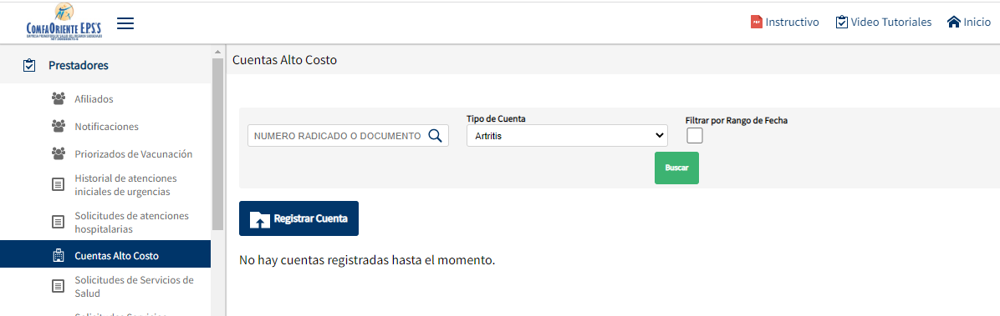 COMFAORIENTE E.P.S'S
Instructivo
Video Tutoriales
Inicio
Prestadores
Afiliados
Notificaciones
Priorizados de Vacunación
Historial de atenciones
iniciales de urgencias
Solicitudes de atenciones
hospitalarias
Cuentas Alto Costo
Solicitudes de Servicios de
Salud
Cuentas Alto Costo
NUMERO RADICADO O DOCUMENTO
Tipo de Cuenta
Artritis
Filtrar por Rango de Fecha
Buscar
Registrar Cuenta
No hay cuentas registradas hasta el momento.